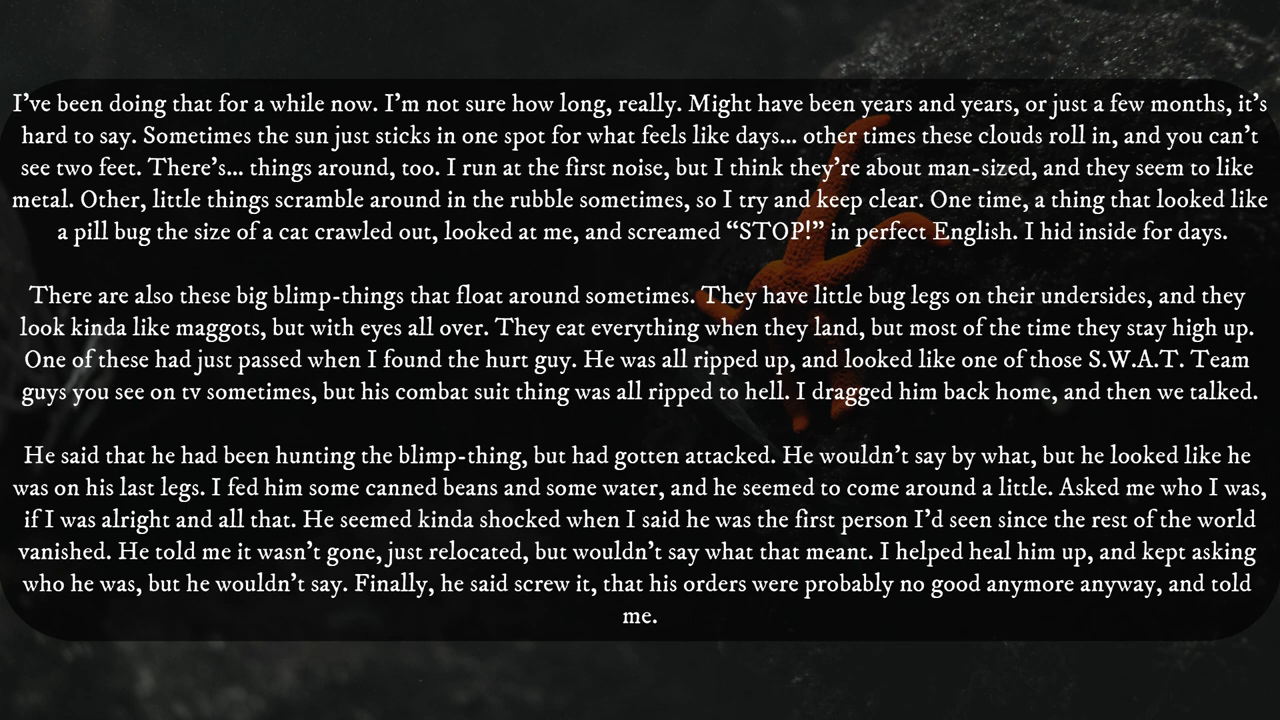 I've been doing that for a while now. I'm not sure how long, really. Might have been years and years, or just a few months, it's
hard to say. Sometimes the sun just sticks in one spot for what feels like days... other times these clouds roll in, and you can't
see two feet. There's... things around, too. I run at the first noise, but I think they're about man-sized, and they seem to like
metal. Other, little things scramble around in the rubble sometimes, so I try and keep clear. One time, a thing that looked like
a pill bug the size of a cat crawled out, looked at me, and screamed “STOP!” in perfect English. I hid inside for days.
There are also these big blimp-things that float around sometimes. They have little bug legs on their undersides, and they
look kinda like maggots, but with eyes all over. They eat everything when they land, but most of the time they stay high up.
One of these had just passed when I found the hurt guy. He was all ripped up, and looked like one of those S.W.A.T. Team
guys you see on tv sometimes, but his combat suit thing was all ripped to hell. I dragged him back home, and then we talked.
He said that he had been hunting the blimp-thing, but had gotten attacked. He wouldn't say by what, but he looked like he
was on his last legs. I fed him some canned beans and some water, and he seemed to come around a little. Asked me who I was,
if I was alright and all that. He seemed kinda shocked when I said he was the first person I'd seen since the rest of the world
vanished. He told me it wasn't gone, just relocated, but wouldn't say what that meant. I helped heal him up, and kept asking
who he was, but he wouldn't say. Finally, he said screw it, that his orders were probably no good anymore anyway, and told
me.